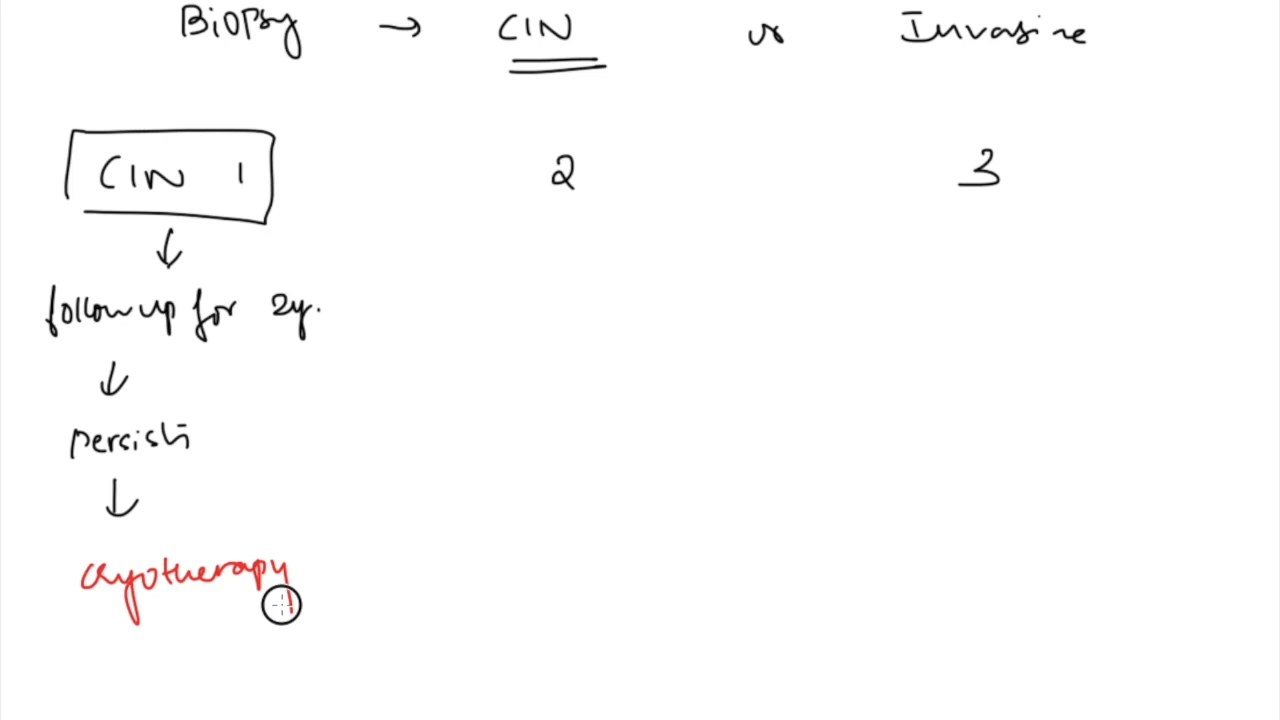 Biopsy → CIN vs Invasive
CIN 1 2 3
↓
follow up for 2y.
↓
persists
↓
cryotherapy